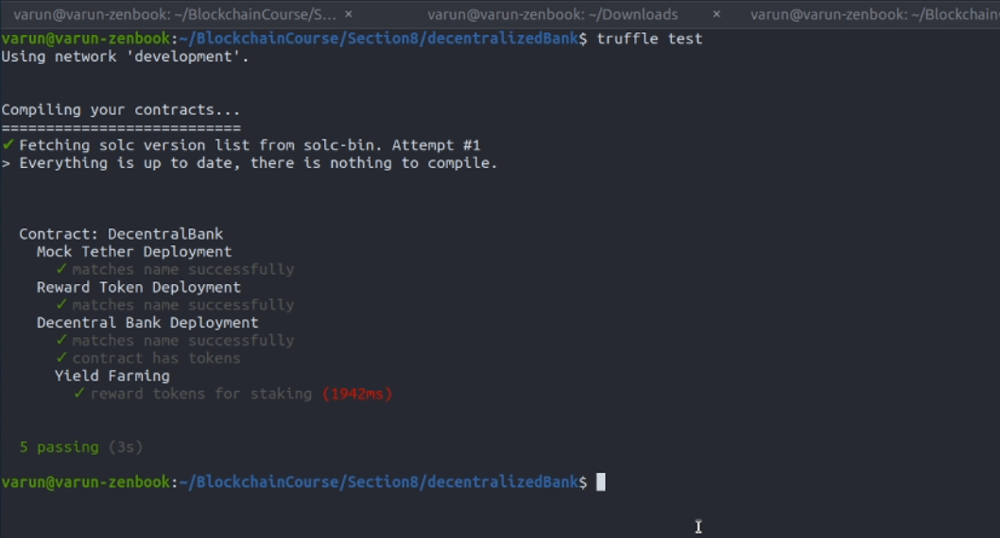 varun@varun-zenbook: ~/BlockchainCourse/S... × varun@varun-zenbook: ~/Downloads × varun@varun-zenbook: ~/Blockchain
varun@varun-zenbook:~/BlockchainCourse/Section8/decentralizedBank$ truffle test
Using network 'development'.
Compiling your contracts...
===========================
✔ Fetching solc version list from solc-bin. Attempt #1
> Everything is up to date, there is nothing to compile.
Contract: DecentralBank
Mock Tether Deployment
✓ matches name successfully
Reward Token Deployment
✓ matches name successfully
Decentral Bank Deployment
✓ matches name successfully
✓ contract has tokens
Yield Farming
✓ reward tokens for staking (1942ms)
5 passing (3s)
varun@varun-zenbook:~/BlockchainCourse/Section8/decentralizedBank$